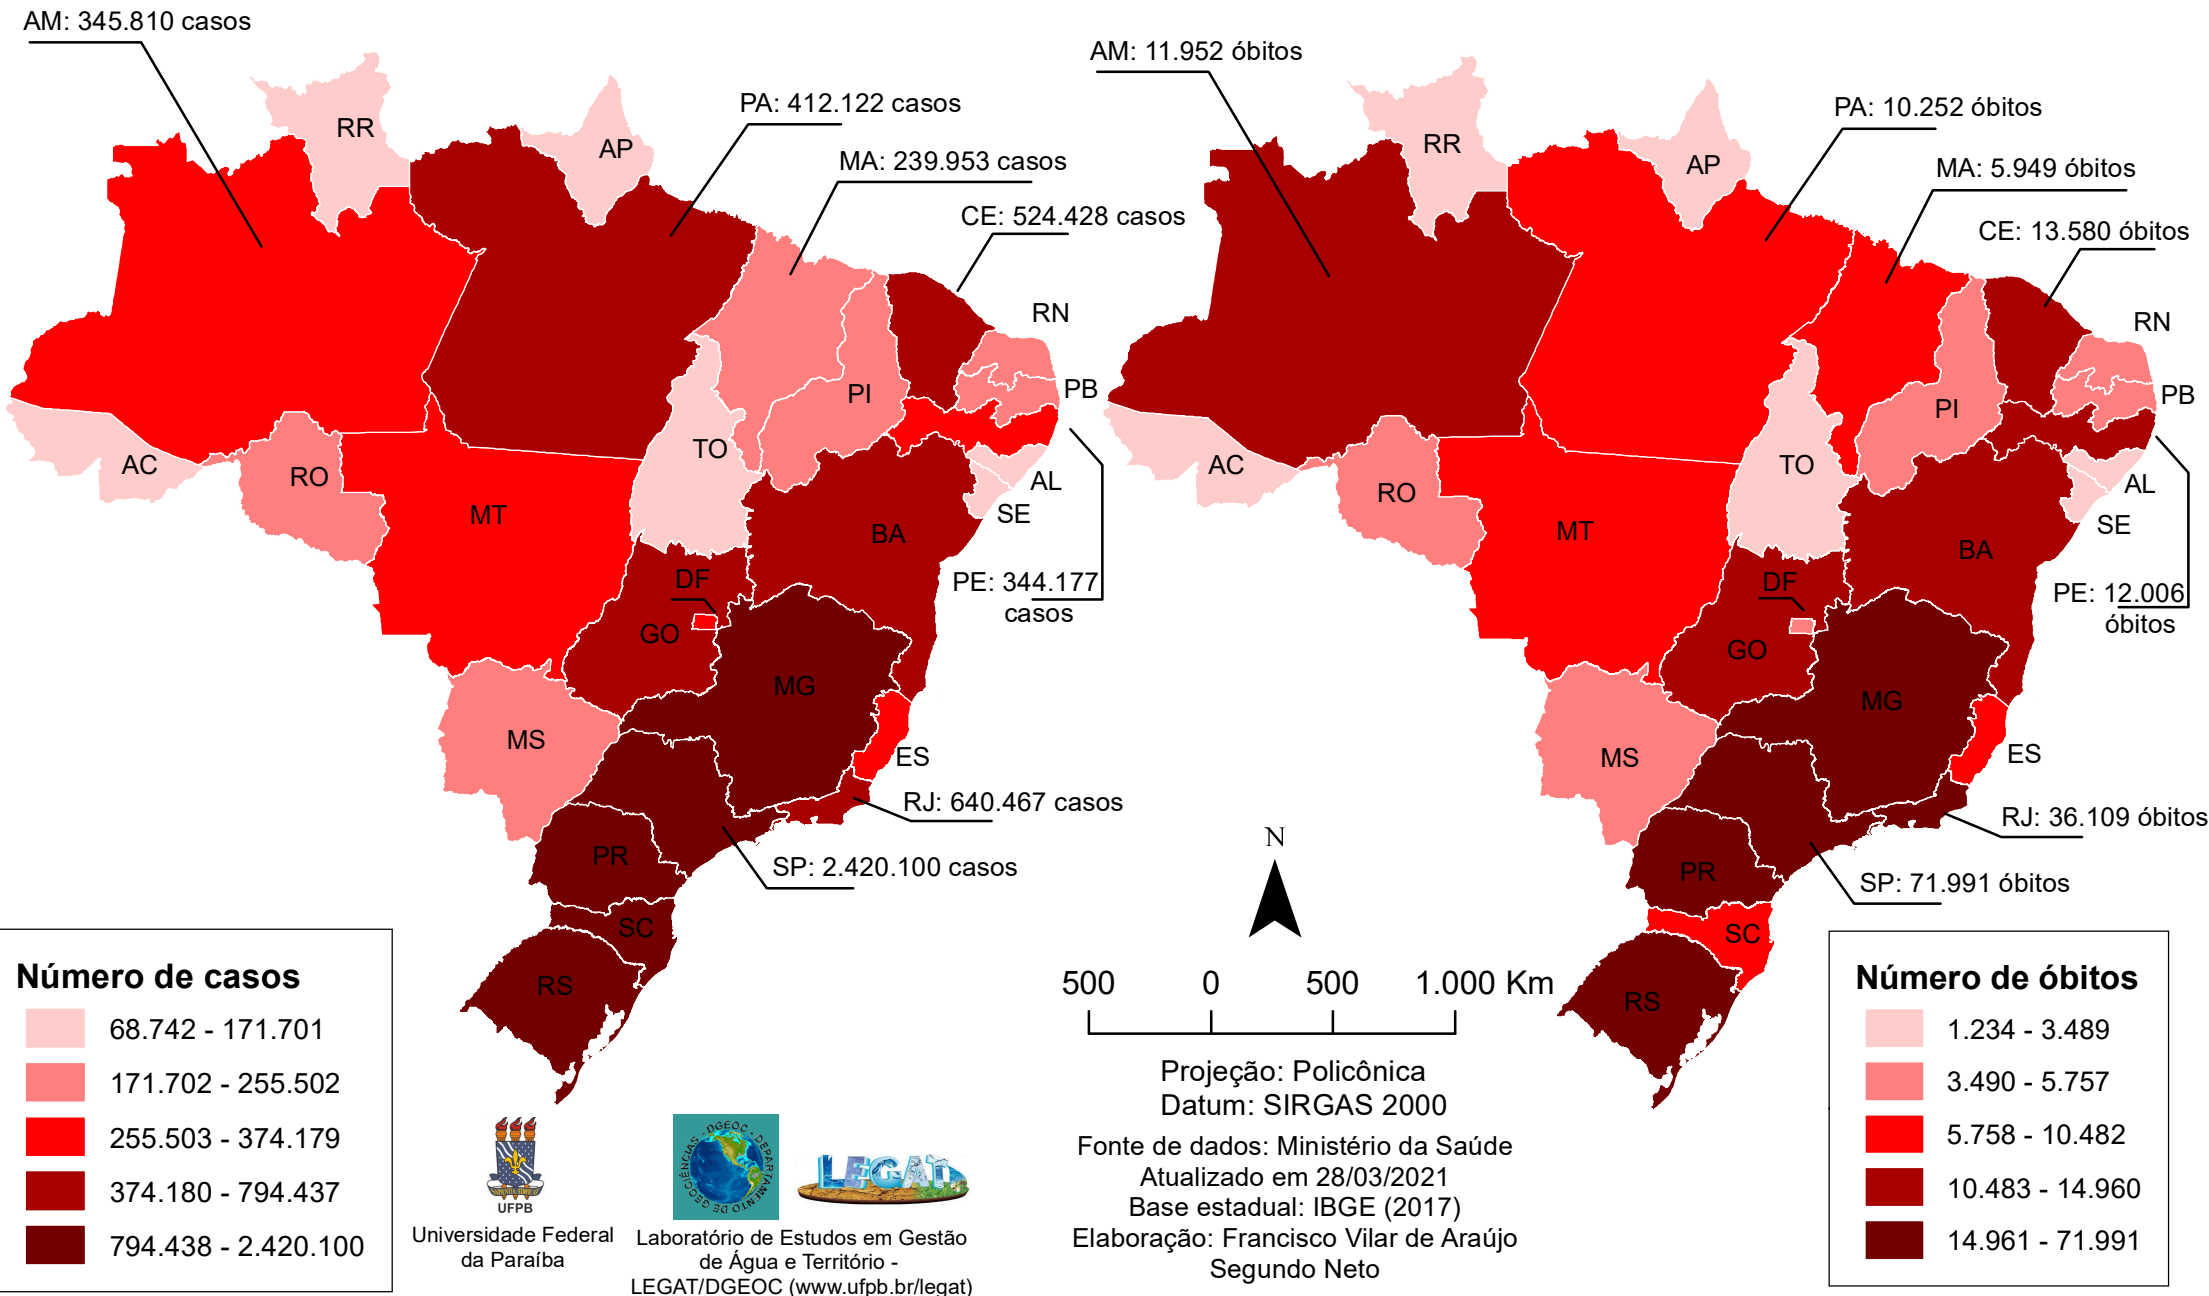 AM: 345.810 casos
RR
AP
PA: 412.122 casos
MA: 239.953 casos
CE: 524.428 casos
RN
PB
PI
TO
AC
RO
MT
AL
SE
BA
PE: 344.177
casos
DF
GO
MG
MS
ES
RJ: 640.467 casos
SP: 2.420.100 casos
PR
SC
RS
AM: 11.952 óbitos
RR
AP
PA: 10.252 óbitos
MA: 5.949 óbitos
CE: 13.580 óbitos
RN
PB
PI
TO
AC
RO
MT
AL
SE
BA
PE: 12.006
óbitos
DF
GO
MG
MS
ES
RJ: 36.109 óbitos
SP: 71.991 óbitos
PR
SC
RS
Número de casos
68.742 - 171.701
171.702 - 255.502
255.503 - 374.179
374.180 - 794.437
794.438 - 2.420.100
UFPB
Universidade Federal
da Paraíba
DGEOC - DEPARTAMENTO DE GEOCIÊNCIAS -
LEGAT
Laboratório de Estudos em Gestão
de Água e Território -
LEGAT/DGEOC (www.ufpb.br/legat)
N
500 0 500 1.000 Km
Projeção: Policônica
Datum: SIRGAS 2000
Fonte de dados: Ministério da Saúde
Atualizado em 28/03/2021
Base estadual: IBGE (2017)
Elaboração: Francisco Vilar de Araújo
Segundo Neto
Número de óbitos
1.234 - 3.489
3.490 - 5.757
5.758 - 10.482
10.483 - 14.960
14.961 - 71.991